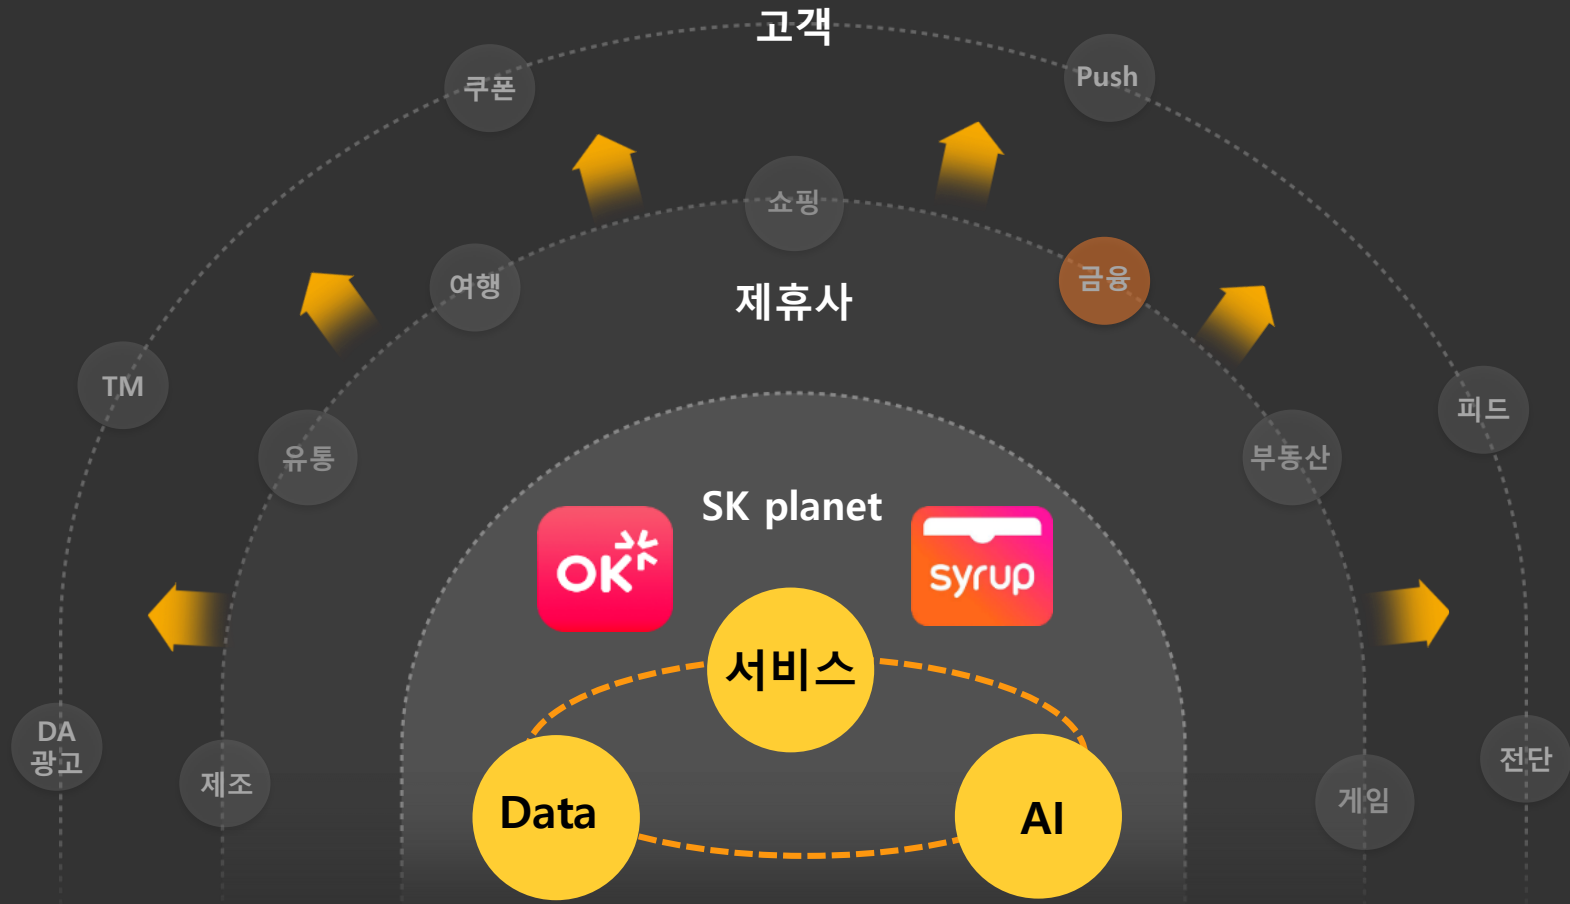 고객
쿠폰
Push
쇼핑
여행
금융
제휴사
TM
피드
유통
부동산
SK planet
OK
syrup
서비스
DA
광고
제조
전단
게임
Data
AI